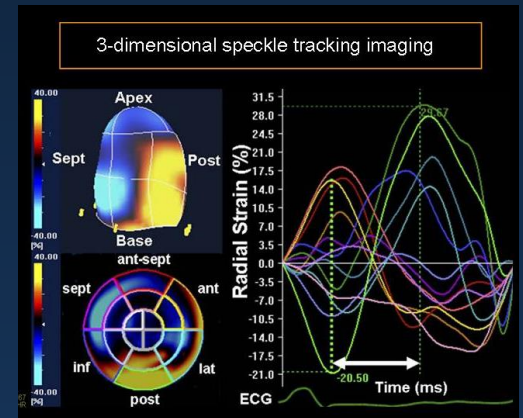 3-dimensional speckle tracking imaging
40.00
Apex
Sept
Post
-40.00
[%]
Base
40.00
ant-sept
sept
ant
inf
lat
post
-40.00
[%]
67
HR
Radial Strain (%)
31.5
28.0
24.5
21.0
17.5
14.0
10.5
7.0
3.5
0.0
-3.5
-7.0
-10.5
-14.0
-17.5
-21.0
29.67
-20.50
Time (ms)
ECG